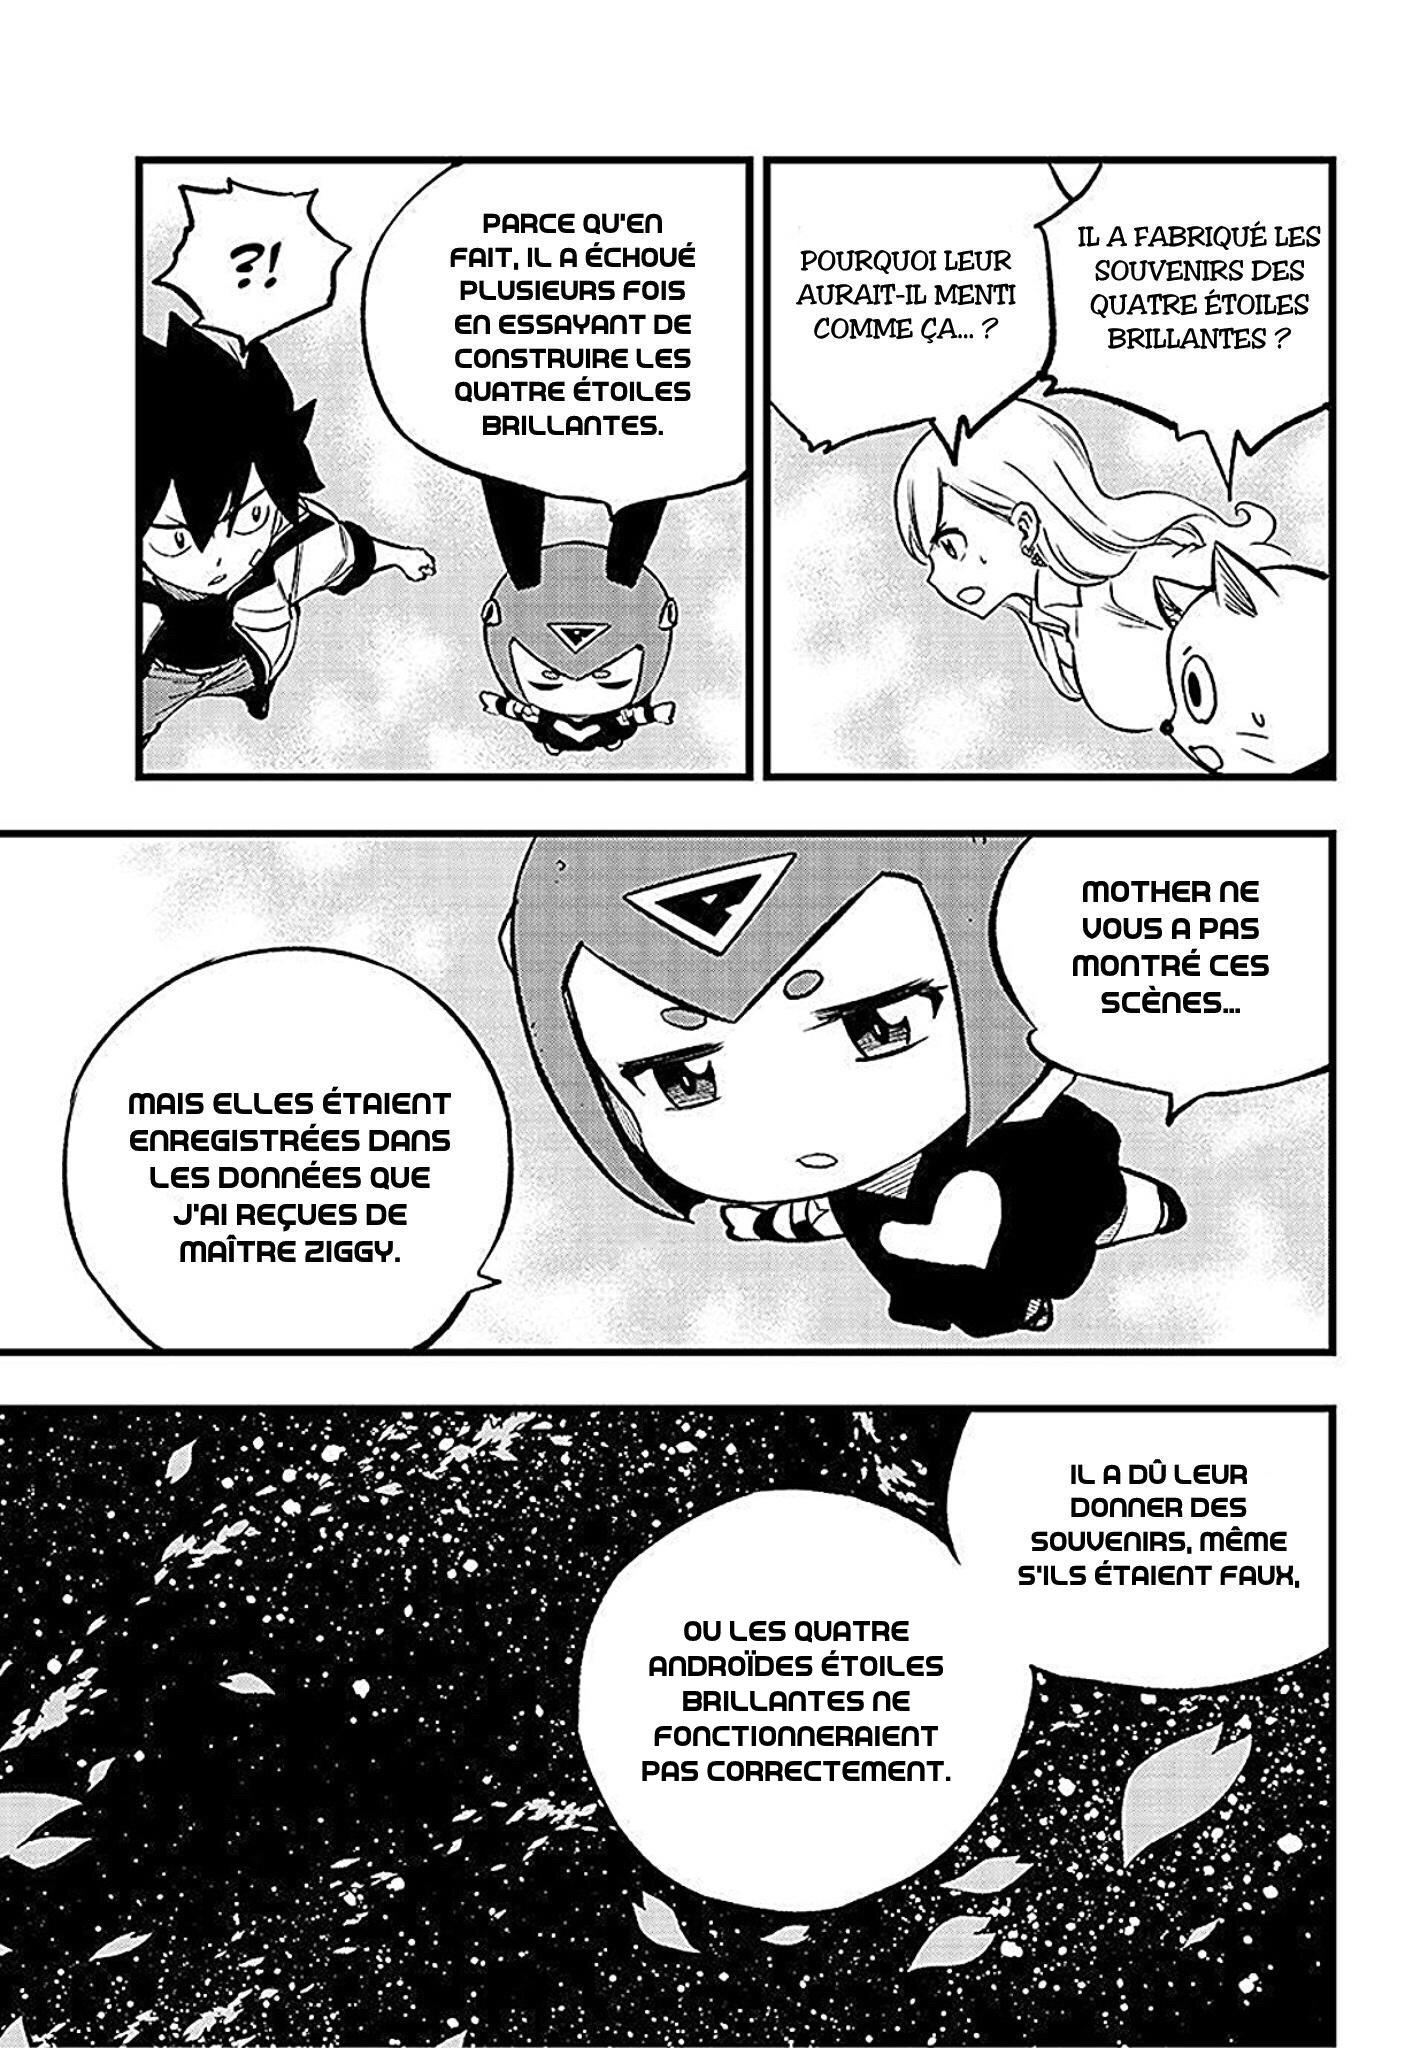 IL A FABRIQUÉ LES
SOUVENIRS DES
QUATRE ÉTOILES
BRILLANTES ?
POURQUOI LEUR
AURAIT-IL MENTI
COMME ÇA... ?
PARCE QU'EN
FAIT, IL A ÉCHOUÉ
PLUSIEURS FOIS
EN ESSAYANT DE
CONSTRUIRE LES
QUATRE ÉTOILES
BRILLANTES.
?!
MOTHER NE
VOUS A PAS
MONTRÉ CES
SCÈNES...
MAIS ELLES ÉTAIENT
ENREGISTRÉES DANS
LES DONNÉES QUE
J'AI REÇUES DE
MAÎTRE ZIGGY.
IL A DÛ LEUR
DONNER DES
SOUVENIRS, MÊME
S'ILS ÉTAIENT FAUX,
OU LES QUATRE
ANDROÏDES ÉTOILES
BRILLANTES NE
FONCTIONNERAIENT
PAS CORRECTEMENT.